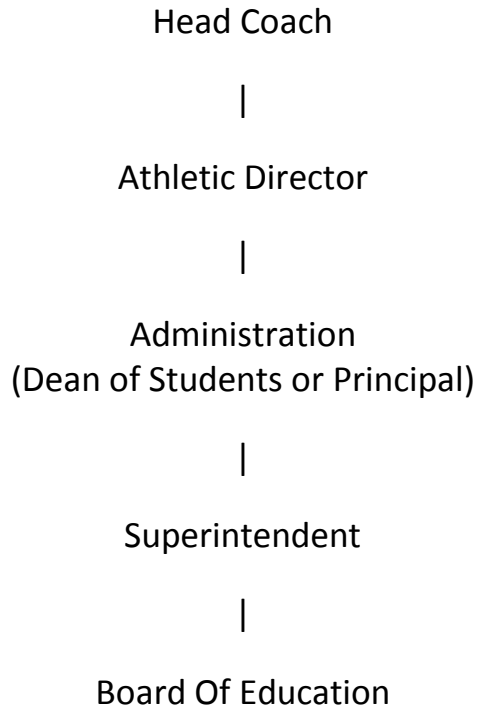 Head Coach
|
Athletic Director
|
Administration
(Dean of Students or Principal)
|
Superintendent
|
Board Of Education